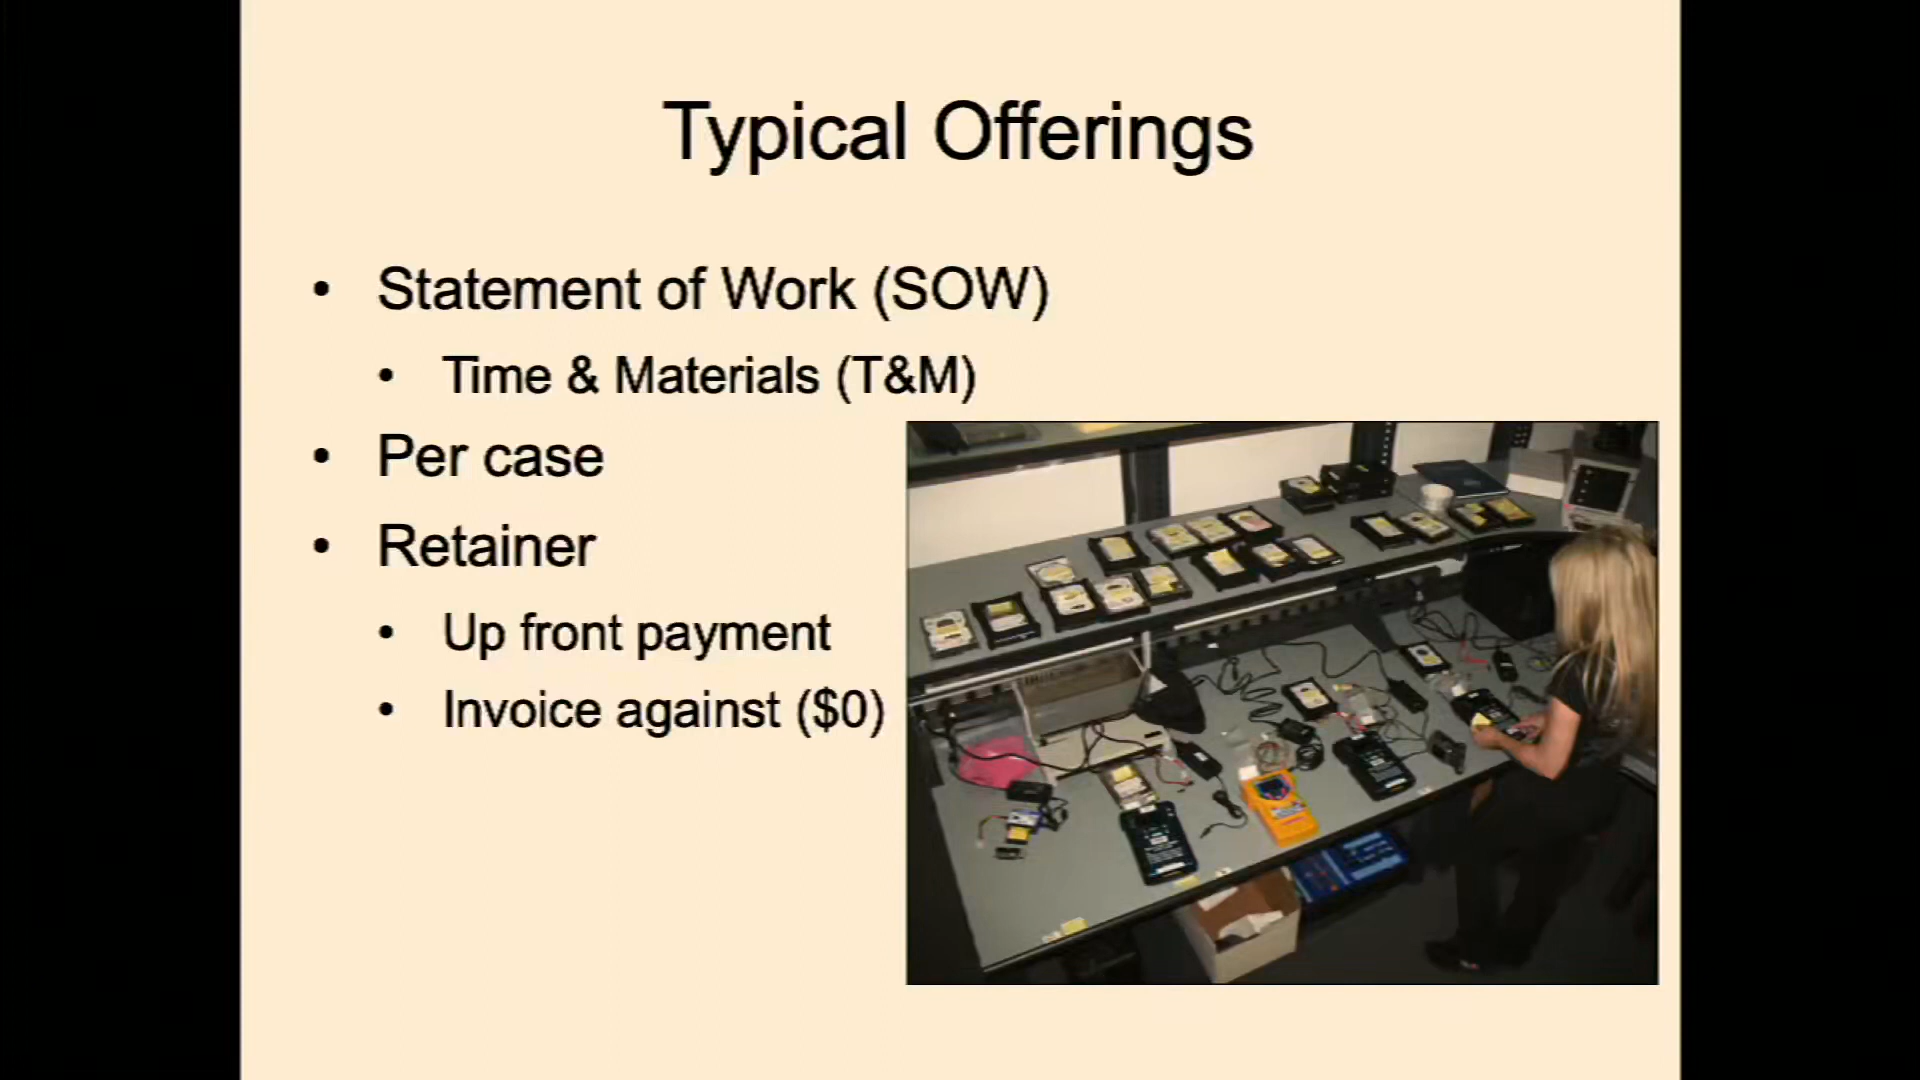 Typical Offerings
• Statement of Work (SOW)
• Time & Materials (T&M)
• Per case
• Retainer
• Up front payment
• Invoice against ($0)